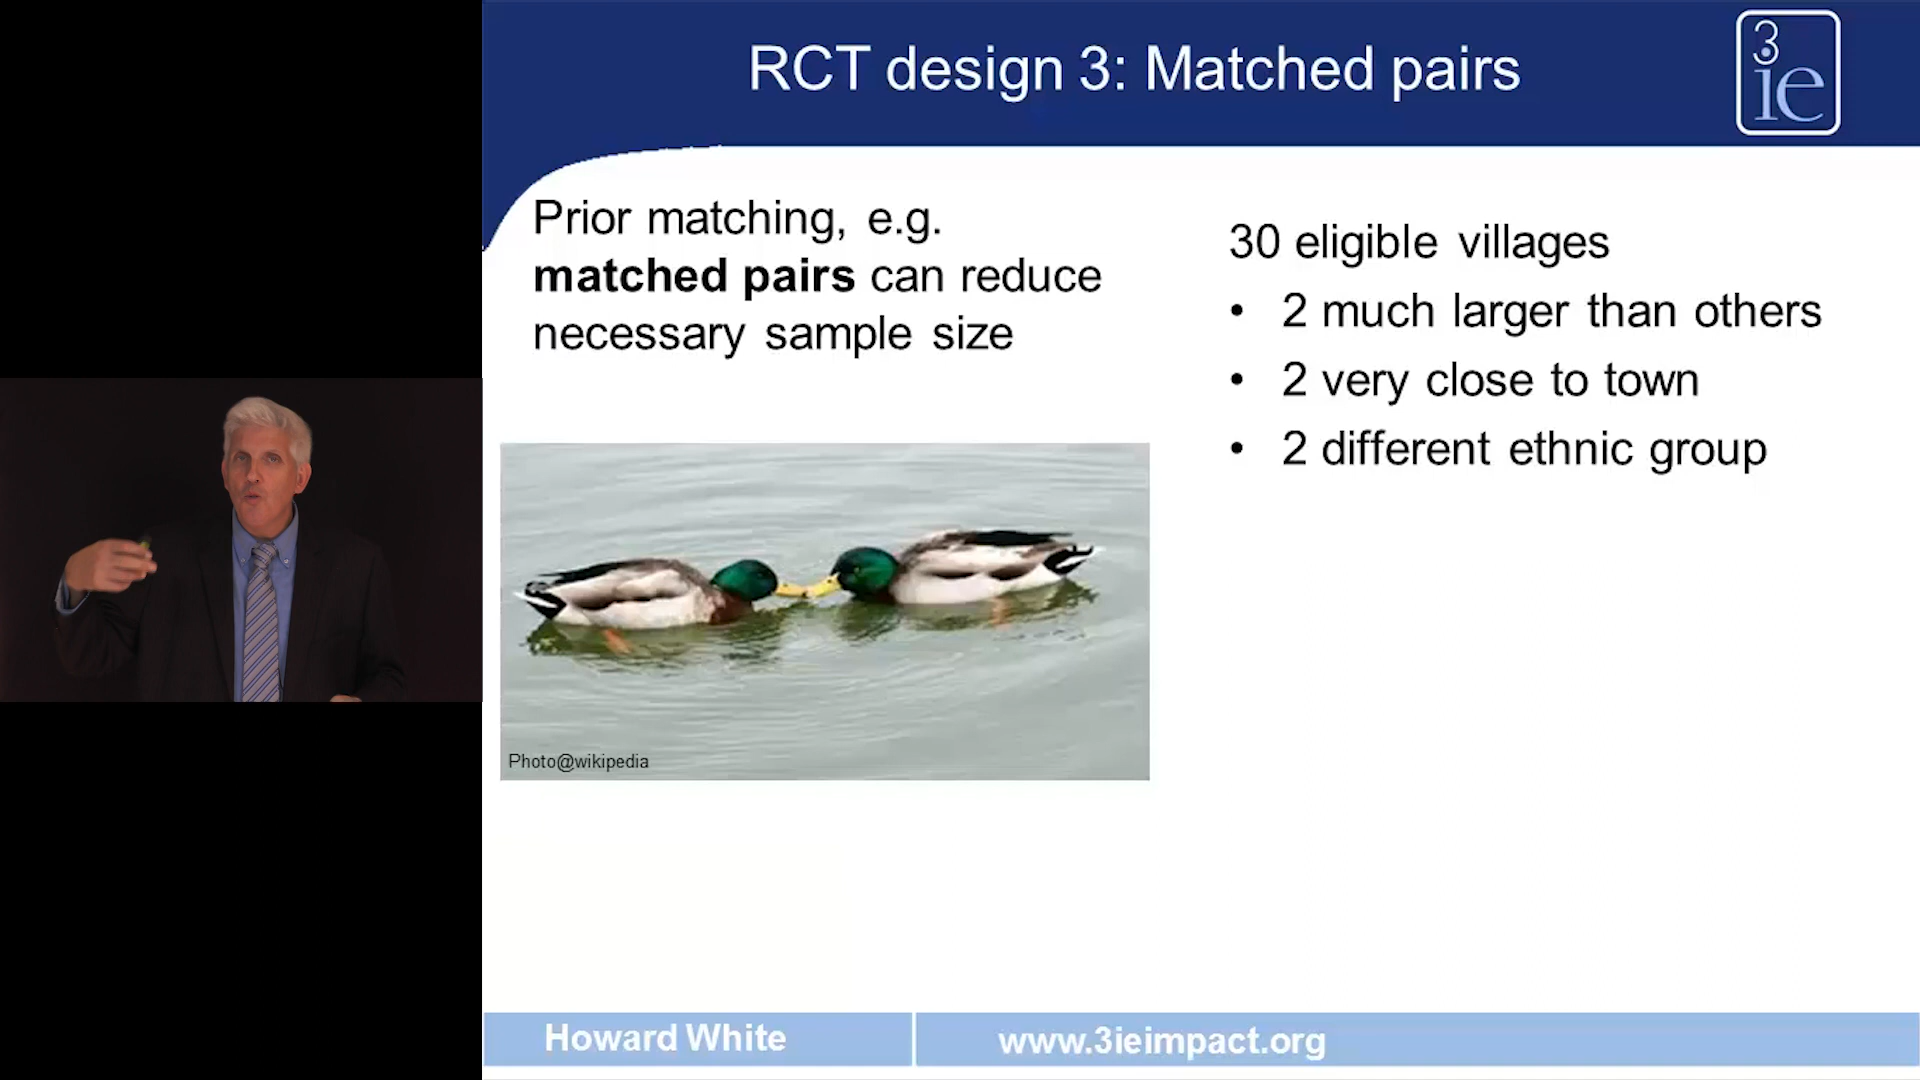 RCT design 3: Matched pairs
3ie
Prior matching, e.g.
matched pairs can reduce
necessary sample size
30 eligible villages
• 2 much larger than others
• 2 very close to town
• 2 different ethnic group
Photo@wikipedia
Howard White
www.3ieimpact.org